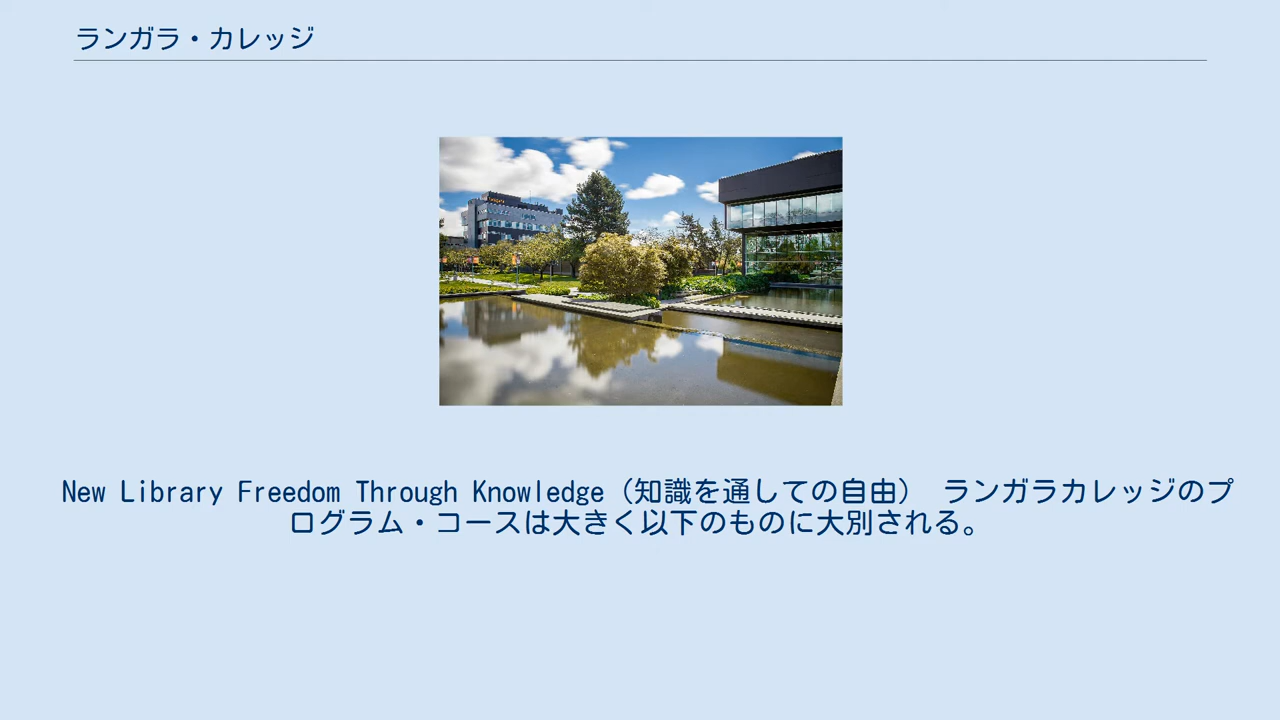 ランガラ・カレッジ
New Library Freedom Through Knowledge（知識を通しての自由） ランガラカレッジのプ
ログラム・コースは大きく以下のものに大別される。